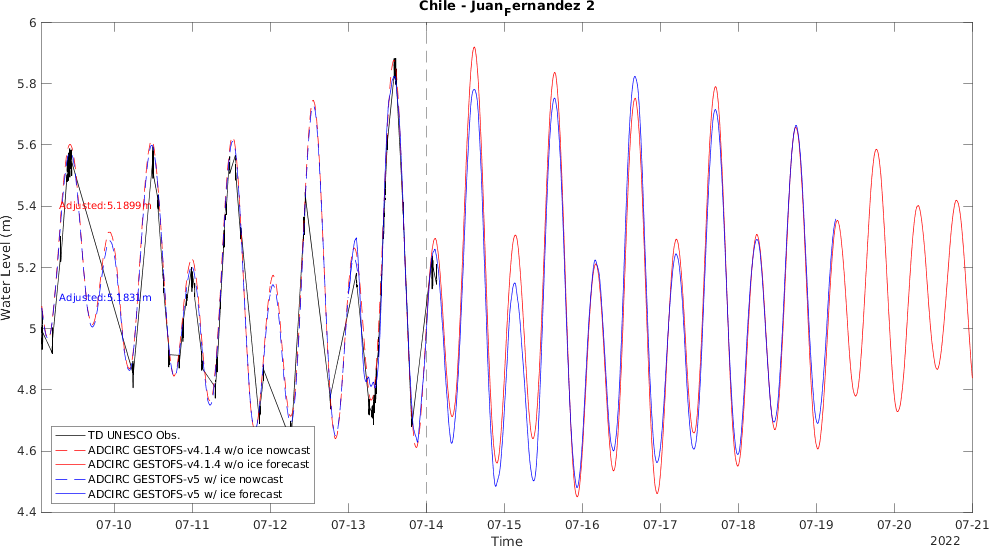 Chile - Juan_Fernandez 2
Water Level (m)
6
5.8
5.6
5.4
5.2
5
4.8
4.6
4.4
Adjusted:5.1899m
Adjusted:5.1831m
TD UNESCO Obs.
ADCIRC GESTOFS-v4.1.4 w/o ice nowcast
ADCIRC GESTOFS-v4.1.4 w/o ice forecast
ADCIRC GESTOFS-v5 w/ ice nowcast
ADCIRC GESTOFS-v5 w/ ice forecast
07-10 07-11 07-12 07-13 07-14 07-15 07-16 07-17 07-18 07-19 07-20 07-21
Time
2022